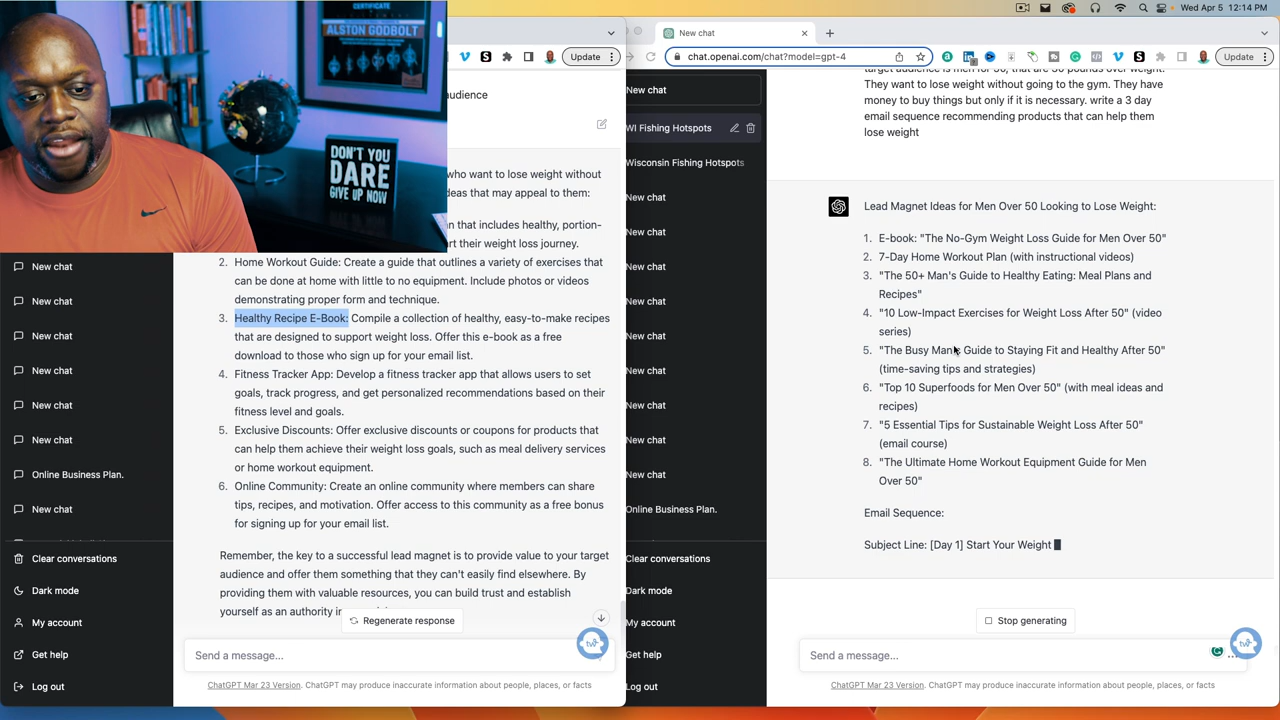 Wed Apr 5 12:14 PM
CERTIFICATE
ALSTON GODBOLT
DON'T YOU
DARE
GIVE UP NOW
Update
New chat
chat.openai.com/chat?model=gpt-4
Update
audience
who want to lose weight without
deas that may appeal to them:
n that includes healthy, portion-
rt their weight loss journey.
2. Home Workout Guide: Create a guide that outlines a variety of exercises that
can be done at home with little to no equipment. Include photos or videos
demonstrating proper form and technique.
3. Healthy Recipe E-Book: Compile a collection of healthy, easy-to-make recipes
that are designed to support weight loss. Offer this e-book as a free
download to those who sign up for your email list.
4. Fitness Tracker App: Develop a fitness tracker app that allows users to set
goals, track progress, and get personalized recommendations based on their
fitness level and goals.
5. Exclusive Discounts: Offer exclusive discounts or coupons for products that
can help them achieve their weight loss goals, such as meal delivery services
or home workout equipment.
6. Online Community: Create an online community where members can share
tips, recipes, and motivation. Offer access to this community as a free bonus
for signing up for your email list.
Remember, the key to a successful lead magnet is to provide value to your target
audience and offer them something that they can't easily find elsewhere. By
providing them with valuable resources, you can build trust and establish
yourself as an authority in
Regenerate response
Send a message...
ChatGPT Mar 23 Version. ChatGPT may produce inaccurate information about people, places, or facts
New chat
New chat
New chat
New chat
New chat
New chat
Online Business Plan.
New chat
Clear conversations
Dark mode
My account
Get help
Log out
New chat
WI Fishing Hotspots
Wisconsin Fishing Hotspots
New chat
New chat
New chat
New chat
New chat
New chat
New chat
New chat
New chat
Online Business Plan.
Clear conversations
Dark mode
My account
Get help
Log out
They want to lose weight without going to the gym. They have
money to buy things but only if it is necessary. write a 3 day
email sequence recommending products that can help them
lose weight
Lead Magnet Ideas for Men Over 50 Looking to Lose Weight:
1. E-book: "The No-Gym Weight Loss Guide for Men Over 50"
2. 7-Day Home Workout Plan (with instructional videos)
3. "The 50+ Man's Guide to Healthy Eating: Meal Plans and
Recipes"
4. "10 Low-Impact Exercises for Weight Loss After 50" (video
series)
5. "The Busy Man's Guide to Staying Fit and Healthy After 50"
(time-saving tips and strategies)
6. "Top 10 Superfoods for Men Over 50" (with meal ideas and
recipes)
7. "5 Essential Tips for Sustainable Weight Loss After 50"
(email course)
8. "The Ultimate Home Workout Equipment Guide for Men
Over 50"
Email Sequence:
Subject Line: [Day 1] Start Your Weight
Stop generating
Send a message...
ChatGPT Mar 23 Version. ChatGPT may produce inaccurate information about people, places, or facts